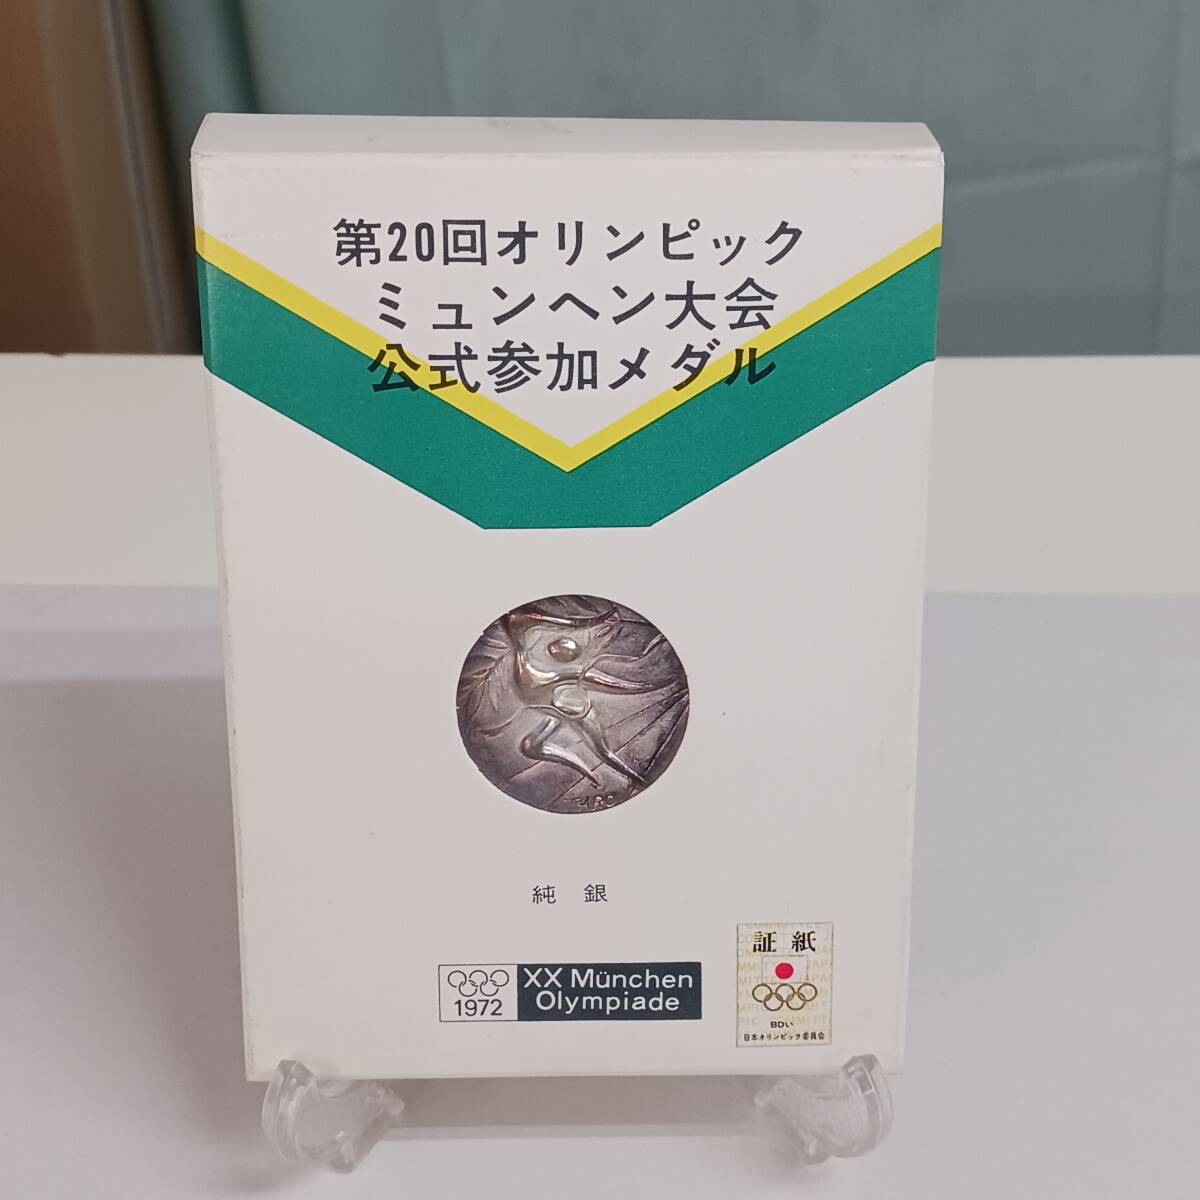 第20回オリンピック
ミュンヘン大会
公式参加メダル
TARO
純銀
1972
XX München
Olympiade
証紙
日本オリンピック委員会